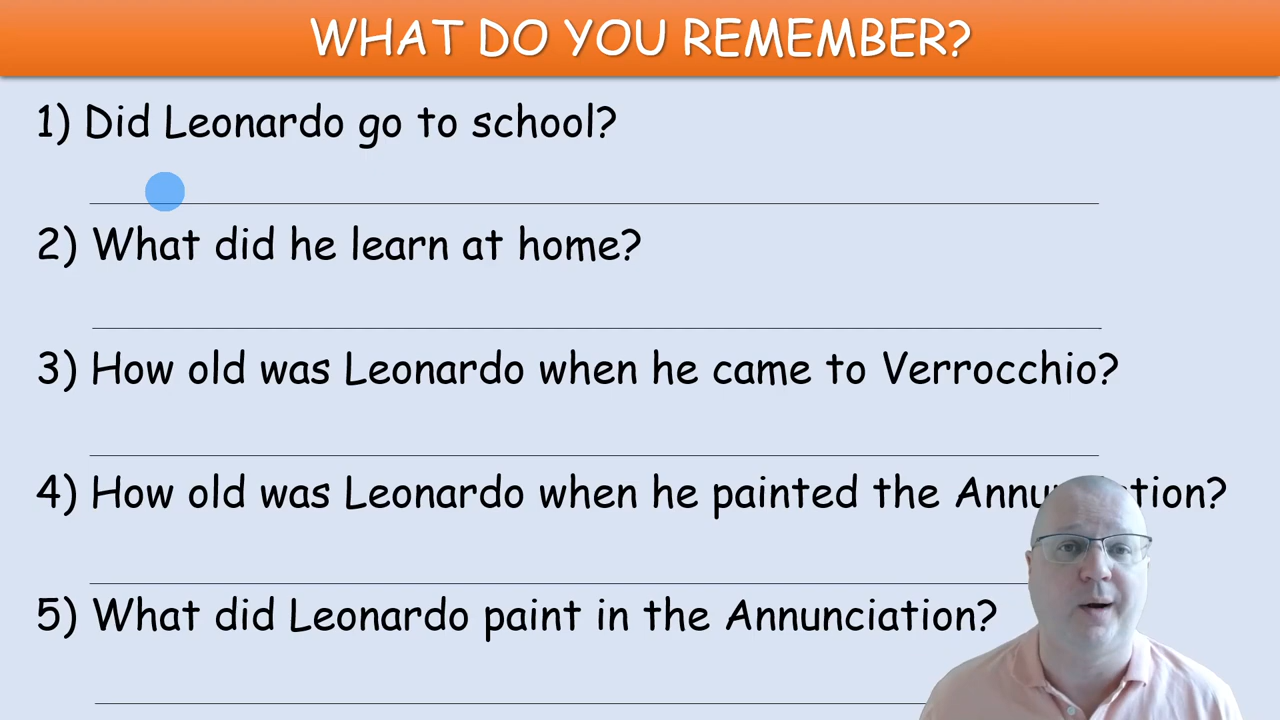 WHAT DO YOU REMEMBER?
1) Did Leonardo go to school?
2) What did he learn at home?
3) How old was Leonardo when he came to Verrocchio?
4) How old was Leonardo when he painted the Annunciation?
5) What did Leonardo paint in the Annunciation?